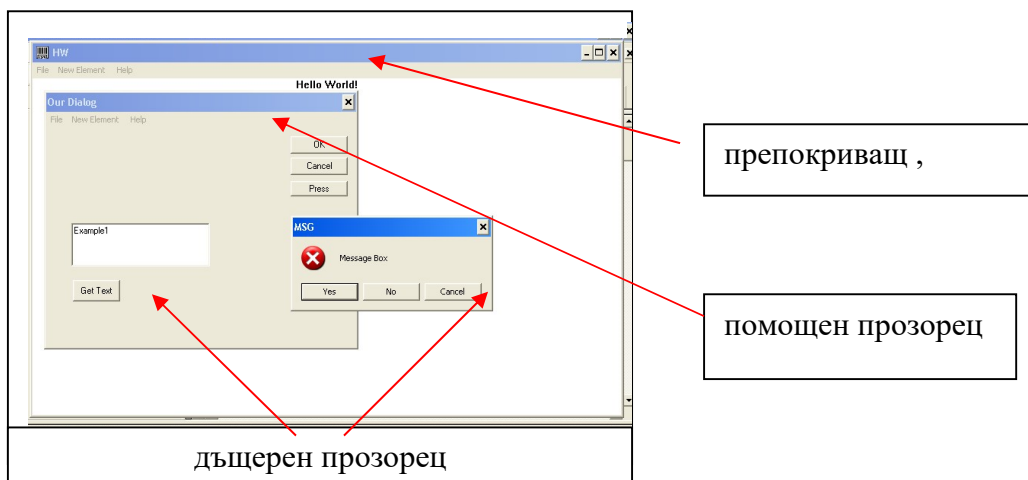 HW
File New Element Help
Hello World!
Our Dialog
File New Element Help
OK
Cancel
Press
Example1
Get Text
MSG
Message Box
Yes No Cancel
препокриващ ,
помощен прозорец
дъщерен прозорец